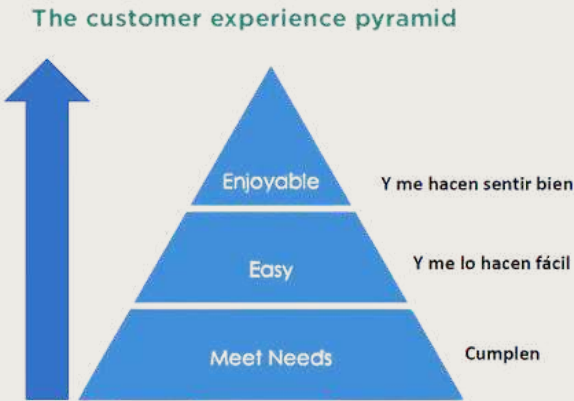 The customer experience pyramid
Enjoyable
Y me hacen sentir bien
Easy
Y me lo hacen fácil
Meet Needs
Cumplen